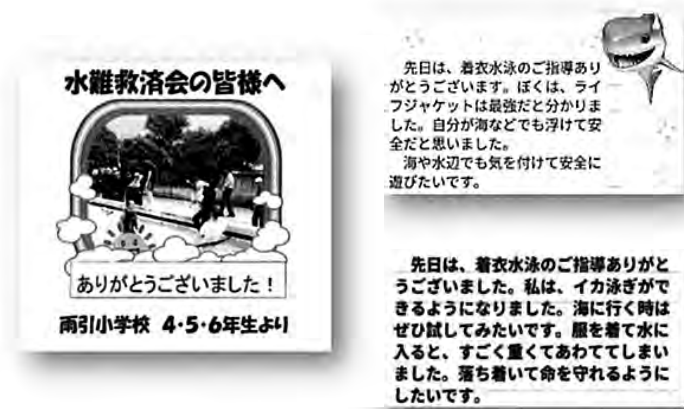 水難救済会の皆様へ
ありがとうございました!
雨引小学校 4・5・6年生より
先日は、着衣水泳のご指導あり
がとうございます。ぼくは、ライ
フジャケットは最強だと分かりま
した。自分が海などでも浮けて安
全だと思いました。
海や水辺でも気を付けて安全に
遊びたいです。
先日は、着衣水泳のご指導ありがと
うございました。私は、イカ泳ぎがで
きるようになりました。海に行く時は
ぜひ試してみたいです。服を着て水に
入ると、すごく重くてあわててしまい
ました。落ち着いて命を守れるように
したいです。